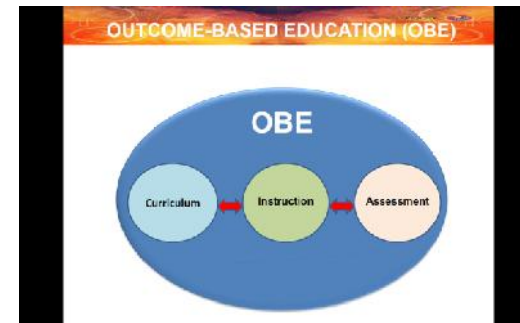 OUTCOME-BASED EDUCATION (OBE)
OBE
Curriculum
Instruction
Assessment